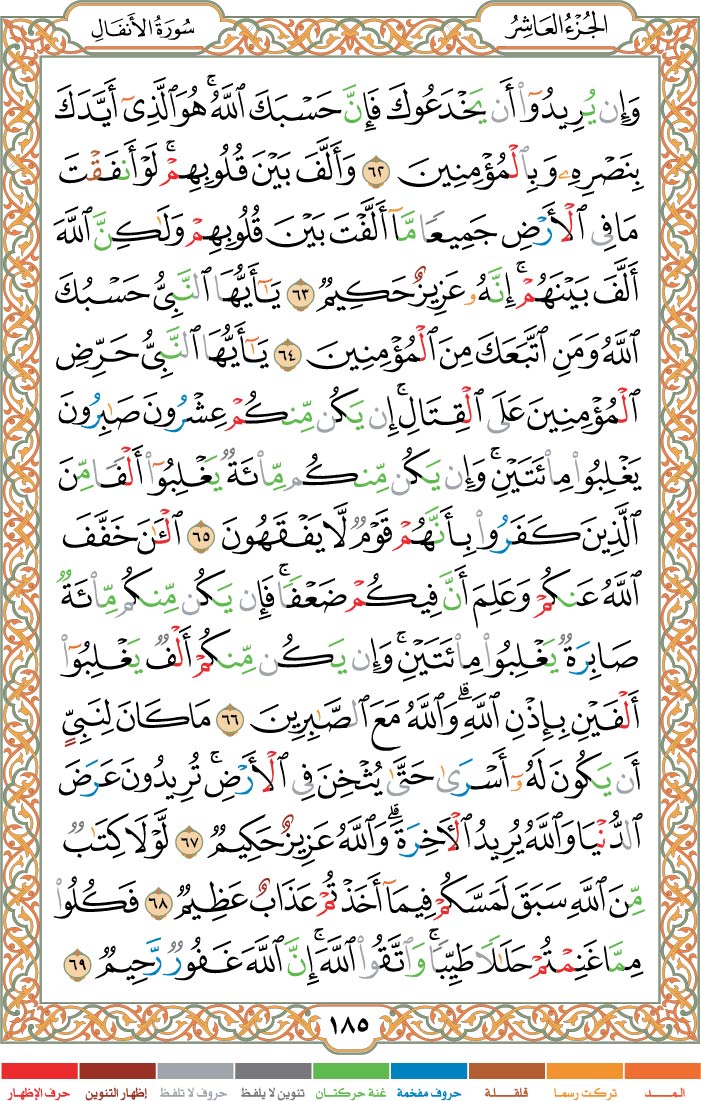 الجُزْءُ العَاشِرُ
سُورَةُ الأَنفَالِ
وَإِن يُرِيدُوٓا۟ أَن يَخْدَعُوكَ فَإِنَّ حَسْبَكَ ٱللَّهُ ۚ هُوَ ٱلَّذِىٓ أَيَّدَكَ
بِنَصْرِهِۦ وَبِٱلْمُؤْمِنِينَ ٦٢ وَأَلَّفَ بَيْنَ قُلُوبِهِمْ ۚ لَوْ أَنفَقْتَ
مَا فِى ٱلْأَرْضِ جَمِيعًا مَّآ أَلَّفْتَ بَيْنَ قُلُوبِهِمْ وَلَٰكِنَّ ٱللَّهَ
أَلَّفَ بَيْنَهُمْ ۚ إِنَّهُۥ عَزِيزٌ حَكِيمٌ ٦٣ يَٰٓأَيُّهَا ٱلنَّبِىُّ حَسْبُكَ
ٱللَّهُ وَمَنِ ٱتَّبَعَكَ مِنَ ٱلْمُؤْمِنِينَ ٦٤ يَٰٓأَيُّهَا ٱلنَّبِىُّ حَرِّضِ
ٱلْمُؤْمِنِينَ عَلَى ٱلْقِتَالِ ۚ إِن يَكُن مِّنكُمْ عِشْرُونَ صَٰبِرُونَ
يَغْلِبُوا۟ مِا۟ئَتَيْنِ ۚ وَإِن يَكُن مِّنكُم مِّا۟ئَةٌ يَغْلِبُوٓا۟ أَلْفًا مِّنَ
ٱلَّذِينَ كَفَرُوا۟ بِأَنَّهُمْ قَوْمٌ لَّا يَفْقَهُونَ ٦٥ ٱلْـَٰٔنَ خَفَّفَ
ٱللَّهُ عَنكُمْ وَعَلِمَ أَنَّ فِيكُمْ ضَعْفًا ۚ فَإِن يَكُن مِّنكُم مِّا۟ئَةٌ
صَابِرَةٌ يَغْلِبُوا۟ مِا۟ئَتَيْنِ ۚ وَإِن يَكُن مِّنكُمْ أَلْفٌ يَغْلِبُوٓا۟
أَلْفَيْنِ بِإِذْنِ ٱللَّهِ ۗ وَٱللَّهُ مَعَ ٱلصَّٰبِرِينَ ٦٦ مَا كَانَ لِنَبِىٍّ
أَن يَكُونَ لَهُۥٓ أَسْرَىٰ حَتَّىٰ يُثْخِنَ فِى ٱلْأَرْضِ ۚ تُرِيدُونَ عَرَضَ
ٱلدُّنْيَا وَٱللَّهُ يُرِيدُ ٱلْـَٔاخِرَةَ ۗ وَٱللَّهُ عَزِيزٌ حَكِيمٌ ٦٧ لَّوْلَا كِتَٰبٌ
مِّنَ ٱللَّهِ سَبَقَ لَمَسَّكُمْ فِيمَآ أَخَذْتُمْ عَذَابٌ عَظِيمٌ ٦٨ فَكُلُوا۟
مِمَّا غَنِمْتُمْ حَلَٰلًا طَيِّبًا ۚ وَٱتَّقُوا۟ ٱللَّهَ ۚ إِنَّ ٱللَّهَ غَفُورٌ رَّحِيمٌ ٦٩
١٨٥
المــد تركت رسما قلقـلة حروف مفخمة غنة حركتان تنوين لا يلفظ حروف لا تلفظ إظهار التنوين حرف الإظهار